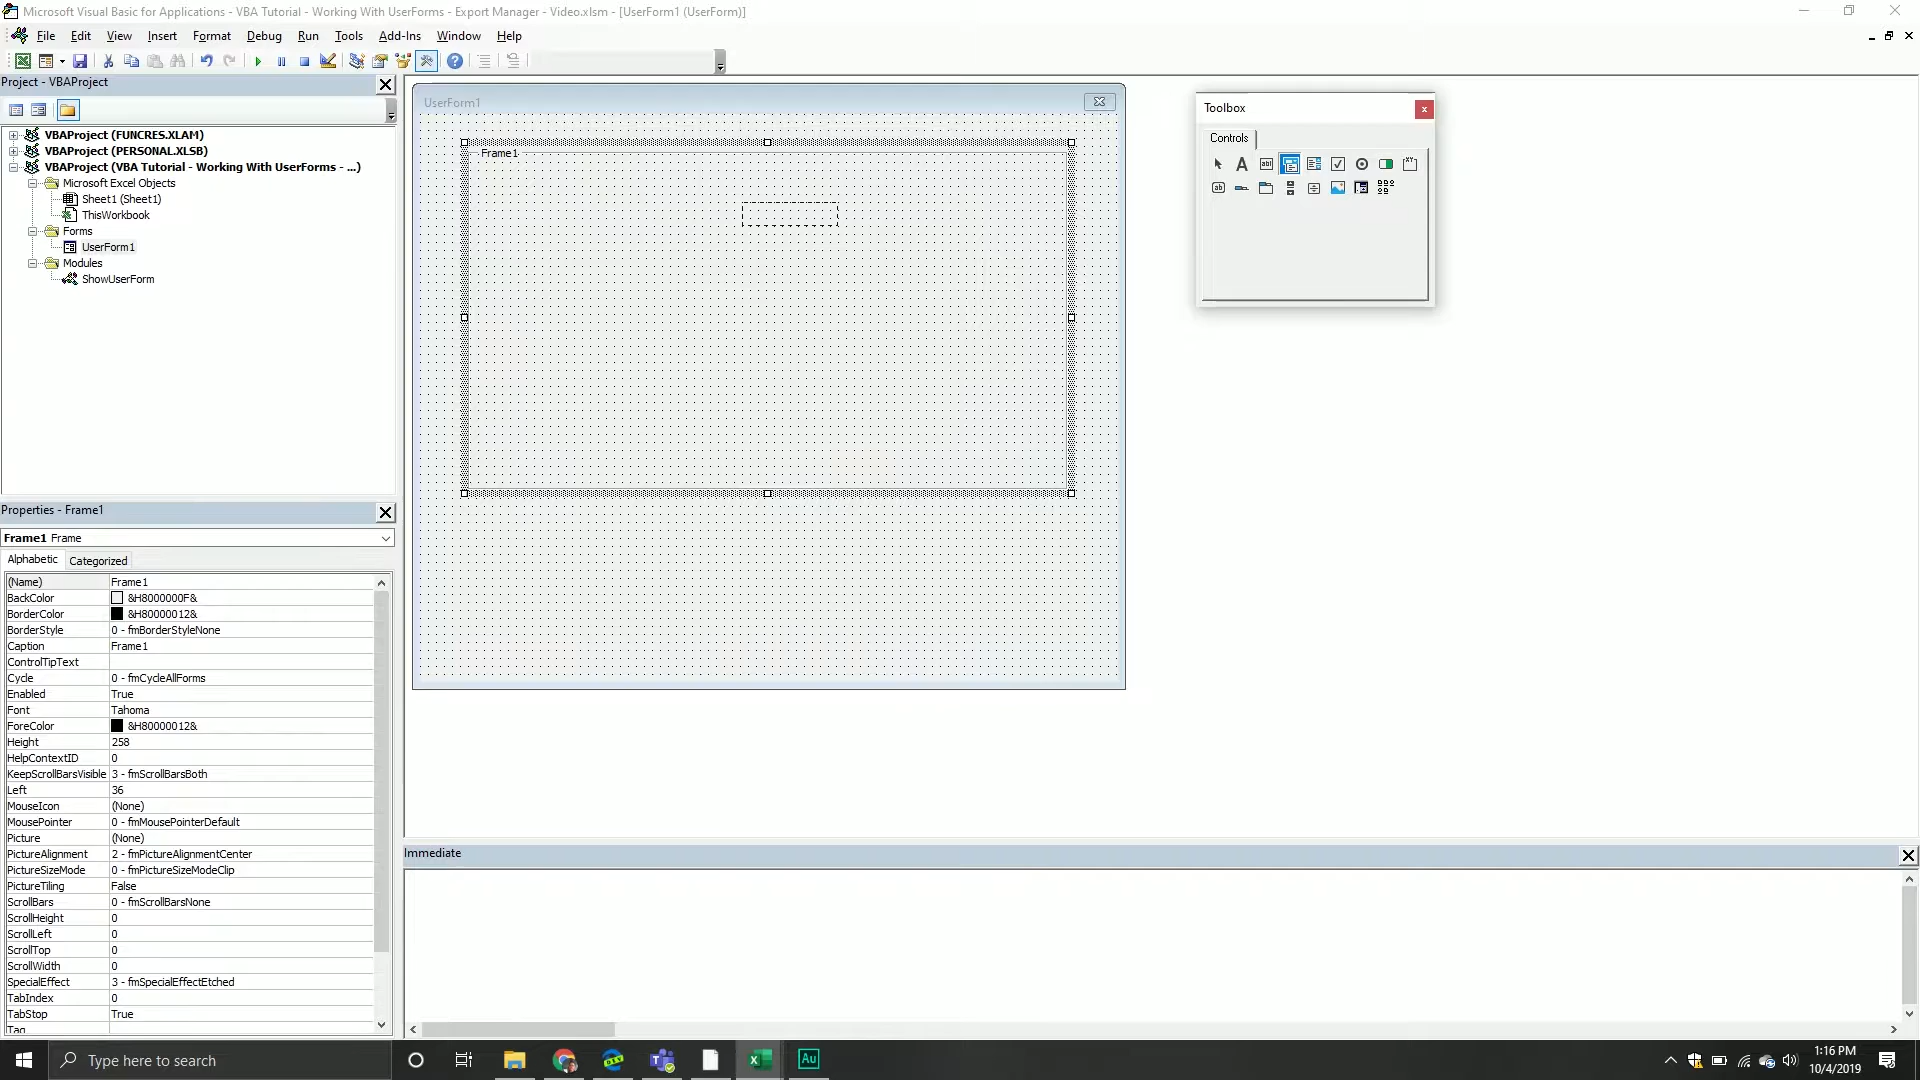 Microsoft Visual Basic for Applications - VBA Tutorial - Working With UserForms - Export Manager - Video.xlsm - [UserForm1 (UserForm)]
File Edit View Insert Format Debug Run Tools Add-Ins Window Help
Project - VBAProject
VBAProject (FUNCRES.XLAM)
VBAProject (PERSONAL.XLSB)
VBAProject (VBA Tutorial - Working With UserForms - ...)
Microsoft Excel Objects
Sheet1 (Sheet1)
ThisWorkbook
Forms
UserForm1
Modules
ShowUserForm
UserForm1
Frame1
Toolbox
Controls
Properties - Frame1
Frame1 Frame
Alphabetic Categorized
(Name) Frame1
BackColor &H8000000F&
BorderColor &H80000012&
BorderStyle 0 - fmBorderStyleNone
Caption Frame1
ControlTipText
Cycle 0 - fmCycleAllForms
Enabled True
Font Tahoma
ForeColor &H80000012&
Height 258
HelpContextID 0
KeepScrollBarsVisible 3 - fmScrollBarsBoth
Left 36
MouseIcon (None)
MousePointer 0 - fmMousePointerDefault
Picture (None)
PictureAlignment 2 - fmPictureAlignmentCenter
PictureSizeMode 0 - fmPictureSizeModeClip
PictureTiling False
ScrollBars 0 - fmScrollBarsNone
ScrollHeight 0
ScrollLeft 0
ScrollTop 0
ScrollWidth 0
SpecialEffect 3 - fmSpecialEffectEtched
TabIndex 0
TabStop True
Tag
Immediate
Type here to search
Au
1:16 PM
10/4/2019